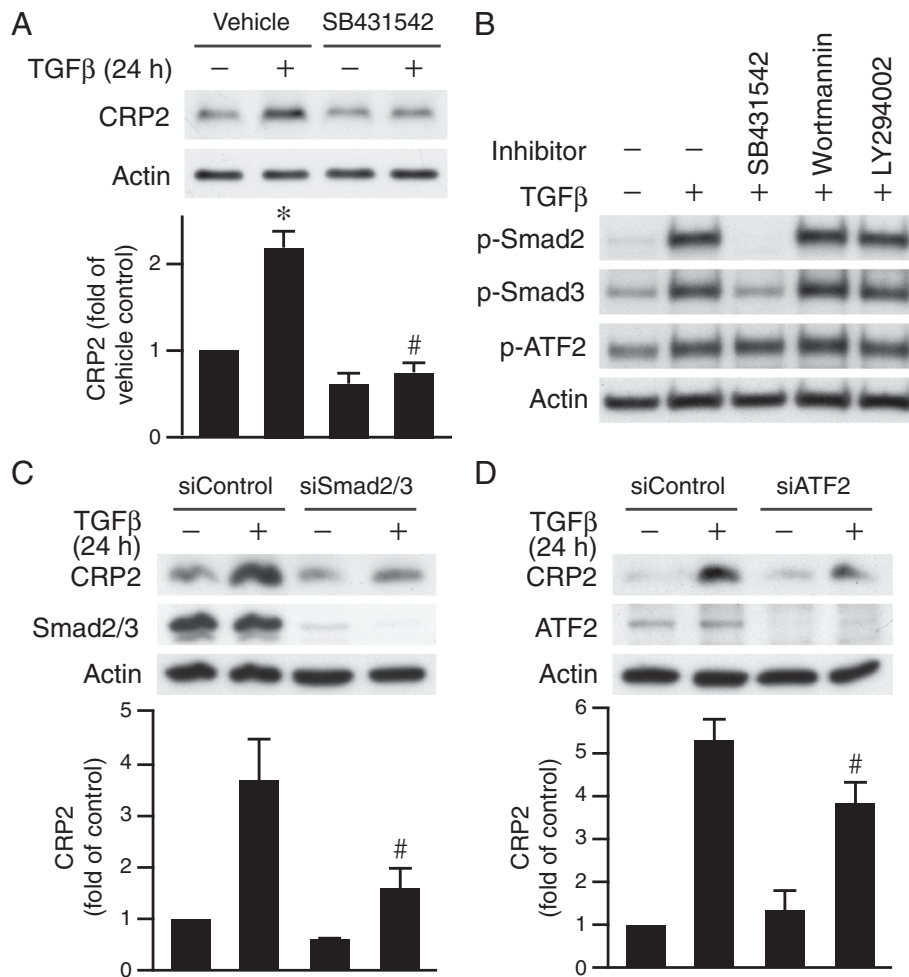 A
Vehicle SB431542
TGFβ (24 h) – + – +
CRP2
Actin
*
#
2
1
0
CRP2 (fold of
vehicle control)
B
Inhibitor – – SB431542 Wortmannin LY294002
TGFβ – + + + +
p-Smad2
p-Smad3
p-ATF2
Actin
C
siControl siSmad2/3
TGFβ
(24 h) – + – +
CRP2
Smad2/3
Actin
5
4
3
2
1
0
#
CRP2
(fold of control)
D
siControl siATF2
TGFβ
(24 h) – + – +
CRP2
ATF2
Actin
6
5
4
3
2
1
0
#
CRP2
(fold of control)